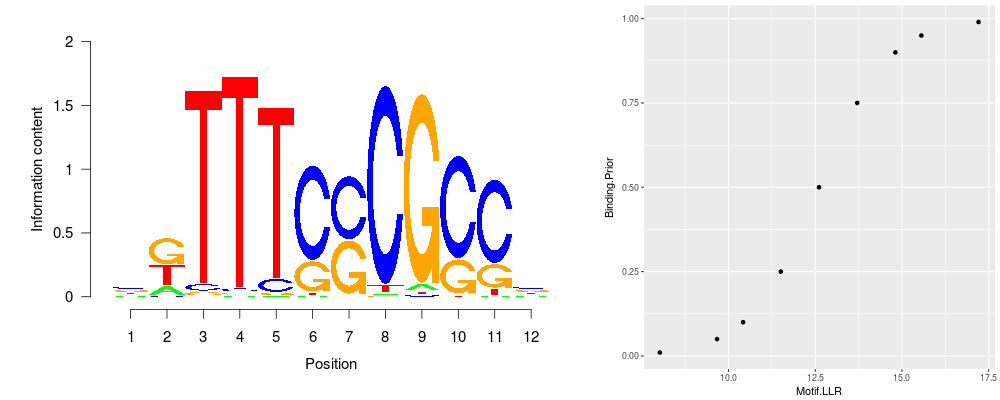 2
1.5
1
0.5
0
Information content
G T A
T T T
C G C G C G C G C G
1 2 3 4 5 6 7 8 9 10 11 12
Position
1.00
0.75
0.50
0.25
0.00
Binding.Prior
10.0 12.5 15.0 17.5
Motif.LLR